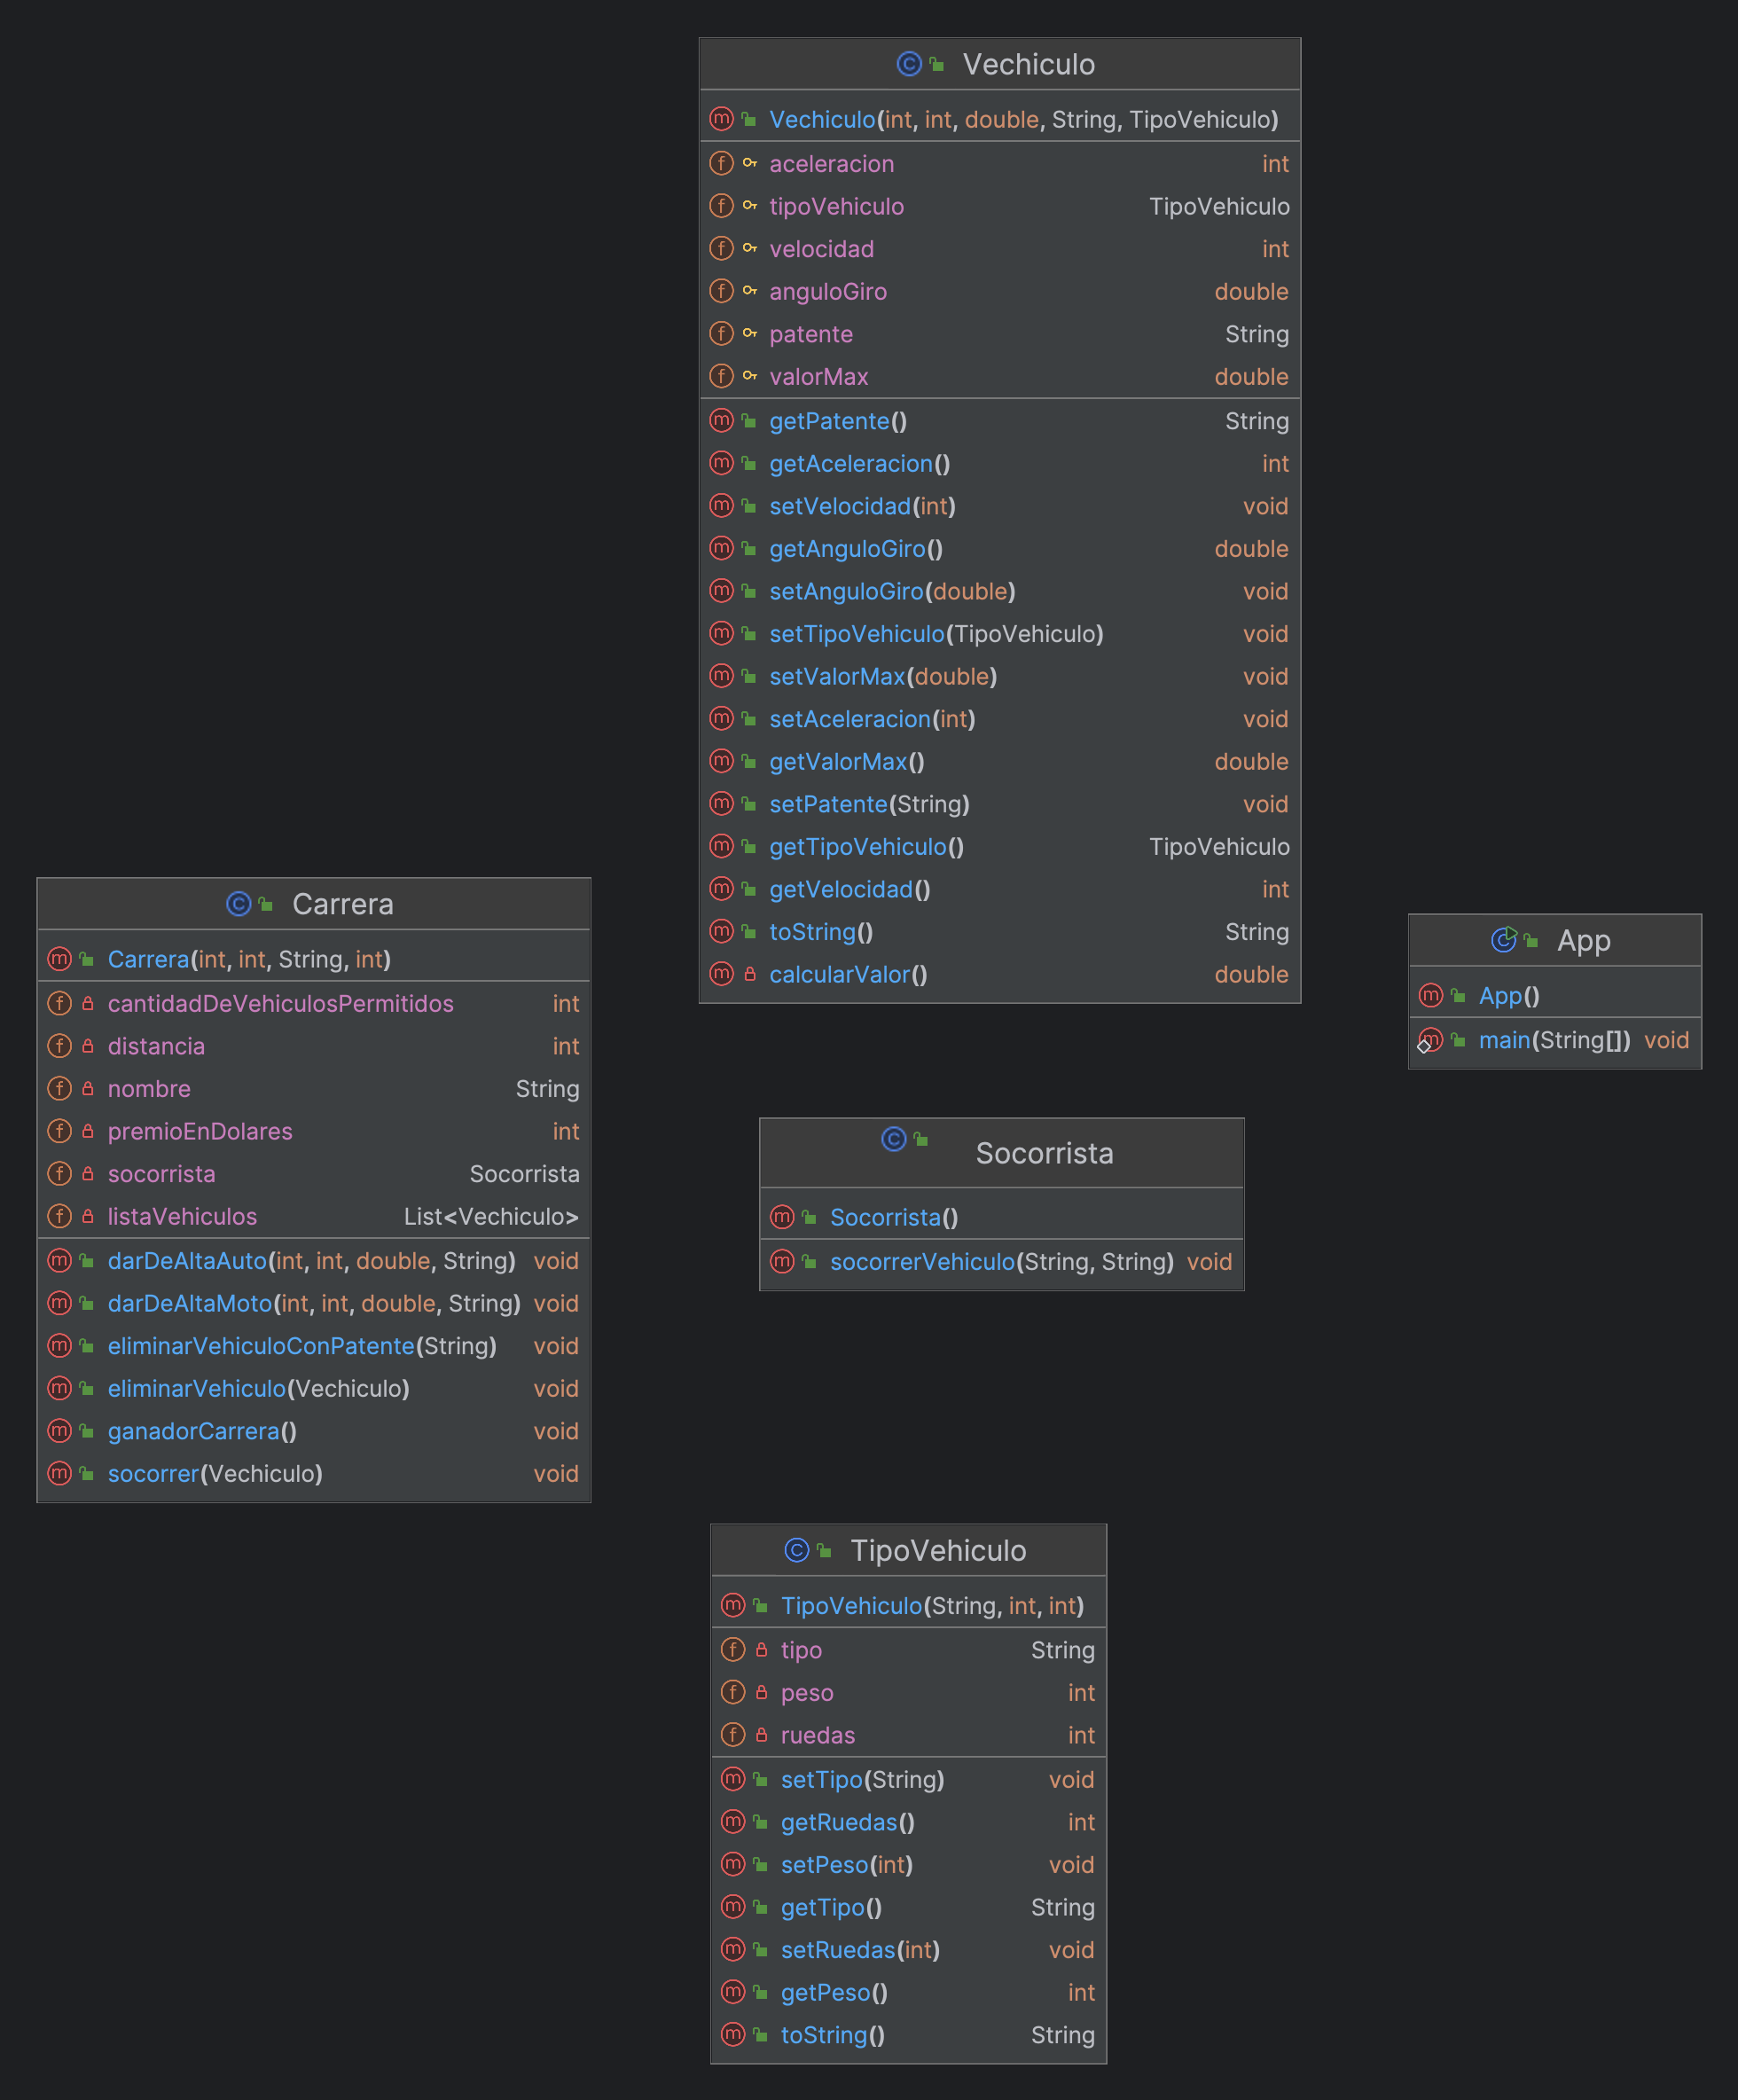 Vechiculo
Vechiculo(int, int, double, String, TipoVehiculo)
aceleracion int
tipoVehiculo TipoVehiculo
velocidad int
anguloGiro double
patente String
valorMax double
getPatente() String
getAceleracion() int
setVelocidad(int) void
getAnguloGiro() double
setAnguloGiro(double) void
setTipoVehiculo(TipoVehiculo) void
setValorMax(double) void
setAceleracion(int) void
getValorMax() double
setPatente(String) void
getTipoVehiculo() TipoVehiculo
getVelocidad() int
toString() String
calcularValor() double
Carrera
Carrera(int, int, String, int)
cantidadDeVehiculosPermitidos int
distancia int
nombre String
premioEnDolares int
socorrista Socorrista
listaVehiculos List<Vechiculo>
darDeAltaAuto(int, int, double, String) void
darDeAltaMoto(int, int, double, String) void
eliminarVehiculoConPatente(String) void
eliminarVehiculo(Vechiculo) void
ganadorCarrera() void
socorrer(Vechiculo) void
App
App()
main(String[]) void
Socorrista
Socorrista()
socorrerVehiculo(String, String) void
TipoVehiculo
TipoVehiculo(String, int, int)
tipo String
peso int
ruedas int
setTipo(String) void
getRuedas() int
setPeso(int) void
getTipo() String
setRuedas(int) void
getPeso() int
toString() String